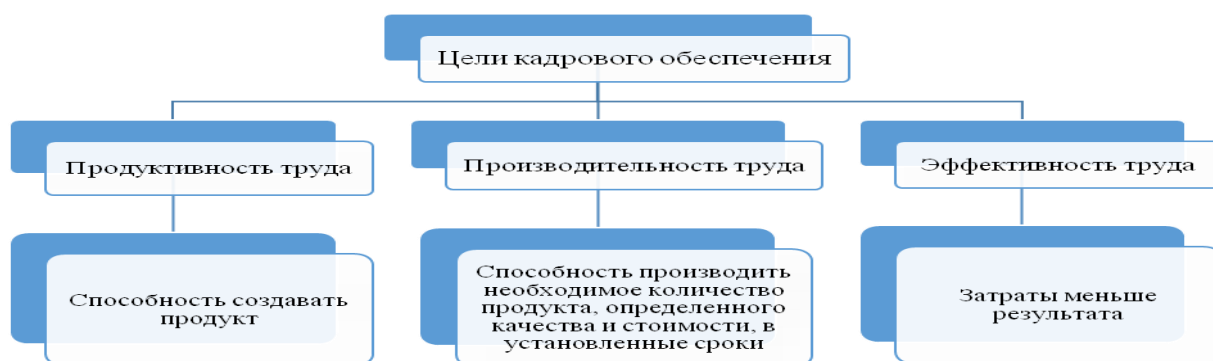 Цели кадрового обеспечения
Продуктивность труда
Производительность труда
Эффективность труда
Способность создавать
продукт
Способность производить
необходимое количество
продукта, определенного
качества и стоимости, в
установленные сроки
Затраты меньше
результата